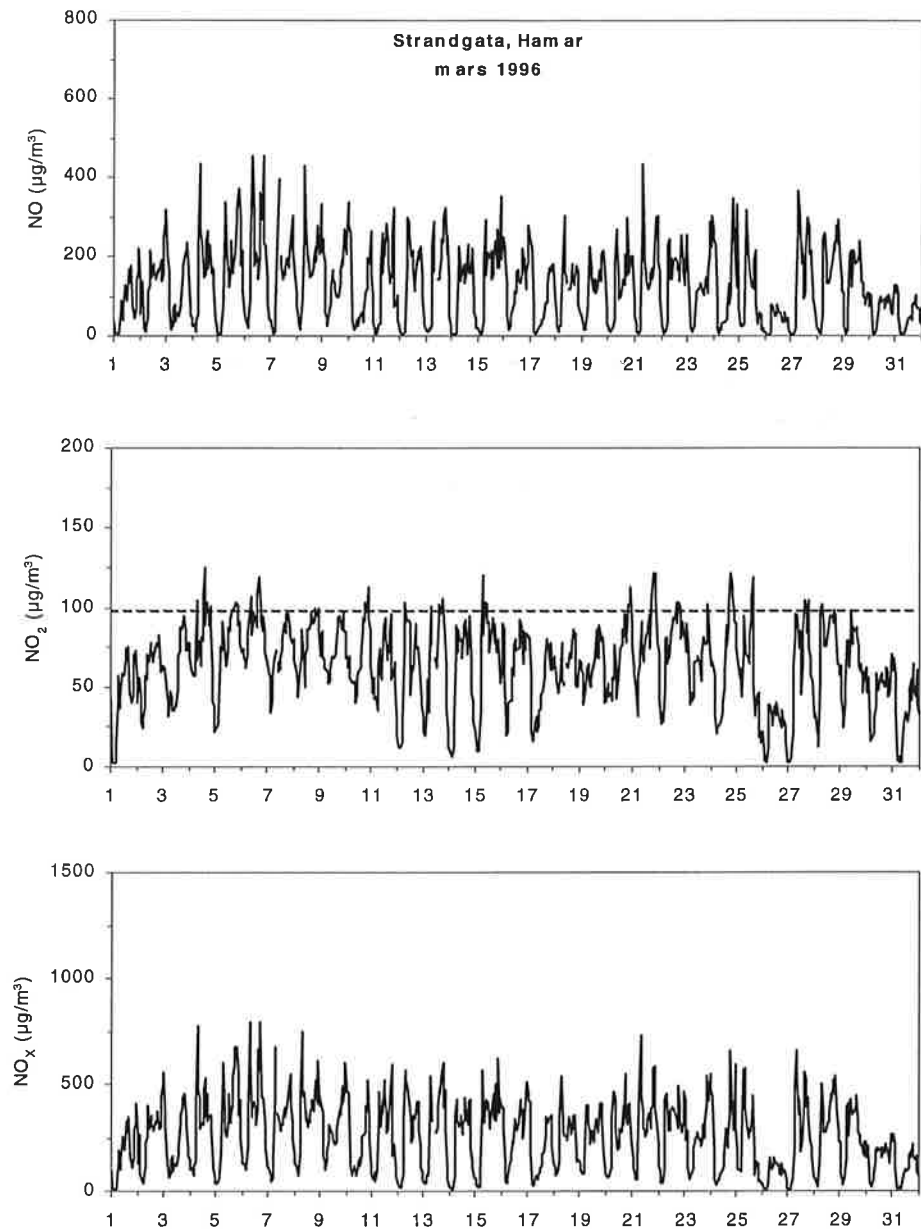 Strandgata, Hamar
mars 1996
800
600
400
200
0
NO (µg/m³)
1 3 5 7 9 11 13 15 17 19 21 23 25 27 29 31
200
150
100
50
0
NO₂ (µg/m³)
1 3 5 7 9 11 13 15 17 19 21 23 25 27 29 31
1500
1000
500
0
NOₓ (µg/m³)
1 3 5 7 9 11 13 15 17 19 21 23 25 27 29 31